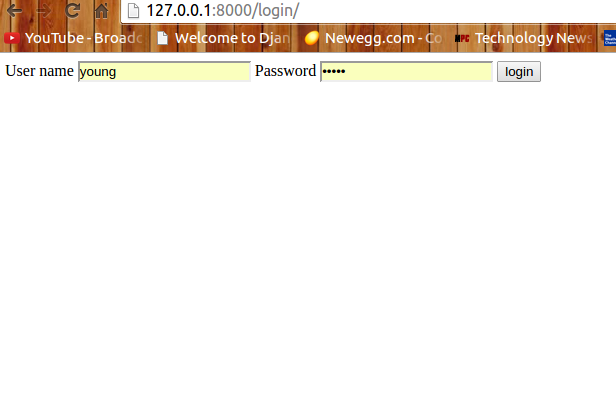 127.0.0.1:8000/login/
YouTube - Broadc Welcome to Djan Newegg.com - Co Technology News
User name young Password ••••• login